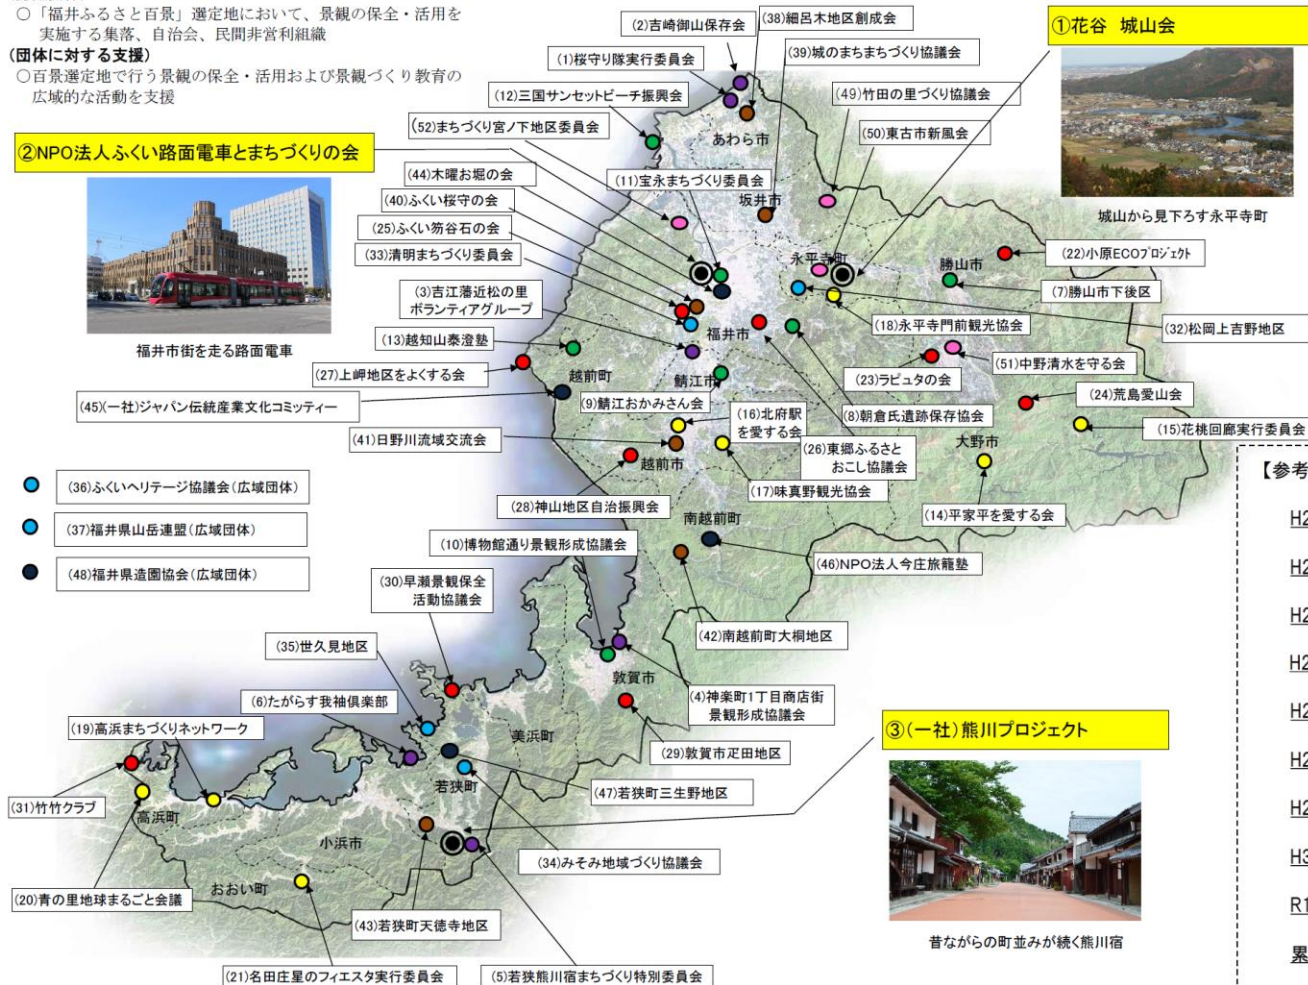 ○「福井ふるさと百景」選定地において、景観の保全・活用を
実施する集落、自治会、民間非営利組織
(団体に対する支援)
○百景選定地で行う景観の保全・活用および景観づくり教育の
広域的な活動を支援
(2)吉崎御山保存会
(38)細呂木地区創成会
①花谷 城山会
(1)桜守り隊実行委員会
(39)城のまちまちづくり協議会
(12)三国サンセットビーチ振興会
(49)竹田の里づくり協議会
(52)まちづくり宮ノ下地区委員会
あわら市
(50)東古市新風会
②NPO法人ふくい路面電車とまちづくりの会
(44)木曜お堀の会
(11)宝永まちづくり委員会
(40)ふくい桜守の会
坂井市
城山から見下ろす永平寺町
(25)ふくい笏谷石の会
(33)清明まちづくり委員会
永平寺町
勝山市
(22)小原ECOプロジェクト
(3)吉江藩近松の里
ボランティアグループ
(7)勝山市下後区
福井市
(18)永平寺門前観光協会
(32)松岡上吉野地区
福井市街を走る路面電車
(13)越知山泰澄塾
(27)上岬地区をよくする会
越前町
鯖江市
(23)ラピュタの会
(51)中野清水を守る会
(45)(一社)ジャパン伝統産業文化コミッティー
(9)鯖江おかみさん会
(8)朝倉氏遺跡保存協会
(24)荒島愛山会
(16)北府駅
を愛する会
(41)日野川流域交流会
(26)東郷ふるさと
おこし協議会
大野市
(15)花桃回廊実行委員会
越前市
(17)味真野観光協会
【参考
(36)ふくいヘリテージ協議会(広域団体)
(28)神山地区自治振興会
(14)平家平を愛する会
(37)福井県山岳連盟(広域団体)
南越前町
(10)博物館通り景観形成協議会
(48)福井県造園協会(広域団体)
(46)NPO法人今庄旅籠塾
(30)早瀬景観保全
活動協議会
(42)南越前町大桐地区
(35)世久見地区
敦賀市
(6)たがらす我袖倶楽部
(4)神楽町1丁目商店街
景観形成協議会
(19)高浜まちづくりネットワーク
美浜町
③(一社)熊川プロジェクト
(29)敦賀市疋田地区
若狭町
(47)若狭町三生野地区
(31)竹竹クラブ
高浜町
小浜市
(34)みそみ地域づくり協議会
おおい町
(20)青の里地球まるごと会議
(43)若狭町天徳寺地区
昔ながらの町並みが続く熊川宿
(21)名田庄星のフィエスタ実行委員会
(5)若狭熊川宿まちづくり特別委員会
H2
H2
H2
H2
H2
H2
H2
H3
R1
累